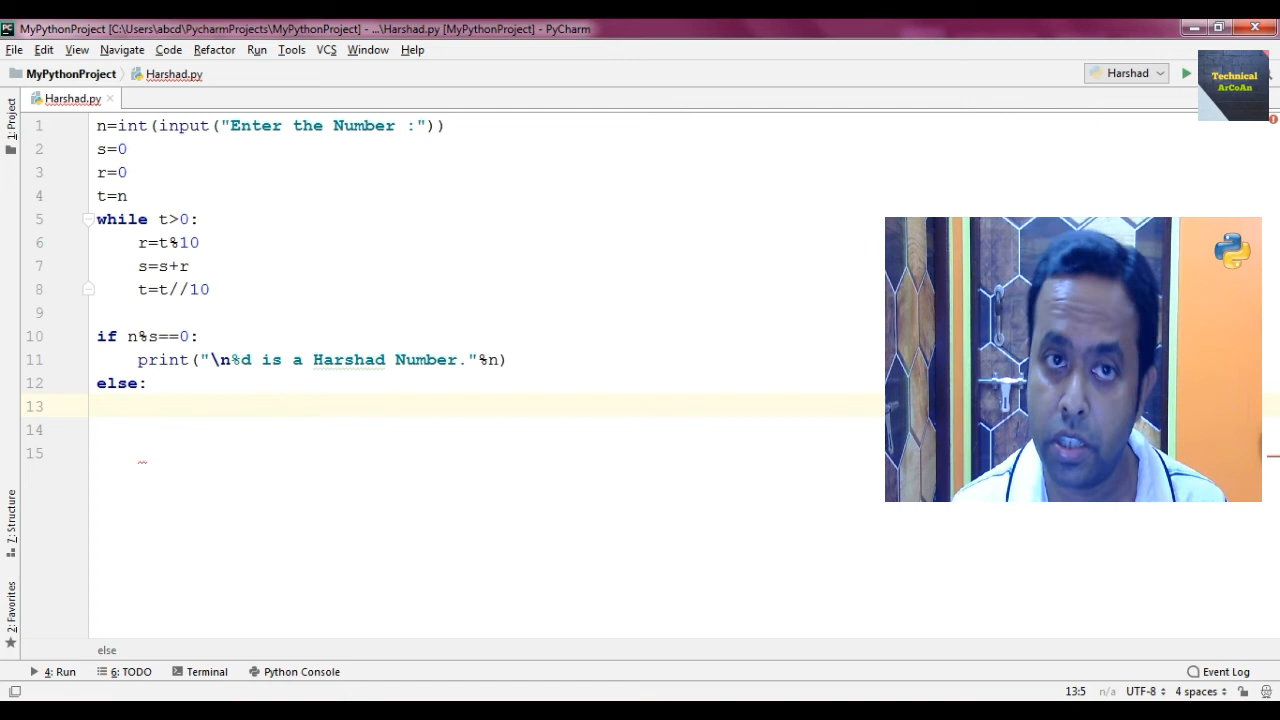 MyPythonProject [C:\Users\abcd\PycharmProjects\MyPythonProject] - ...\Harshad.py [MyPythonProject] - PyCharm
File Edit View Navigate Code Refactor Run Tools VCS Window Help
MyPythonProject Harshad.py Harshad
Technical
ArCoAn
Harshad.py
1: Project
1 n=int(input("Enter the Number :"))
2 s=0
3 r=0
4 t=n
5 while t>0:
6 r=t%10
7 s=s+r
8 t=t//10
9
10 if n%s==0:
11 print("\n%d is a Harshad Number."%n)
12 else:
13
14
15
7: Structure
2: Favorites
else
4: Run 6: TODO Terminal Python Console Event Log
13:5 n/a UTF-8 4 spaces